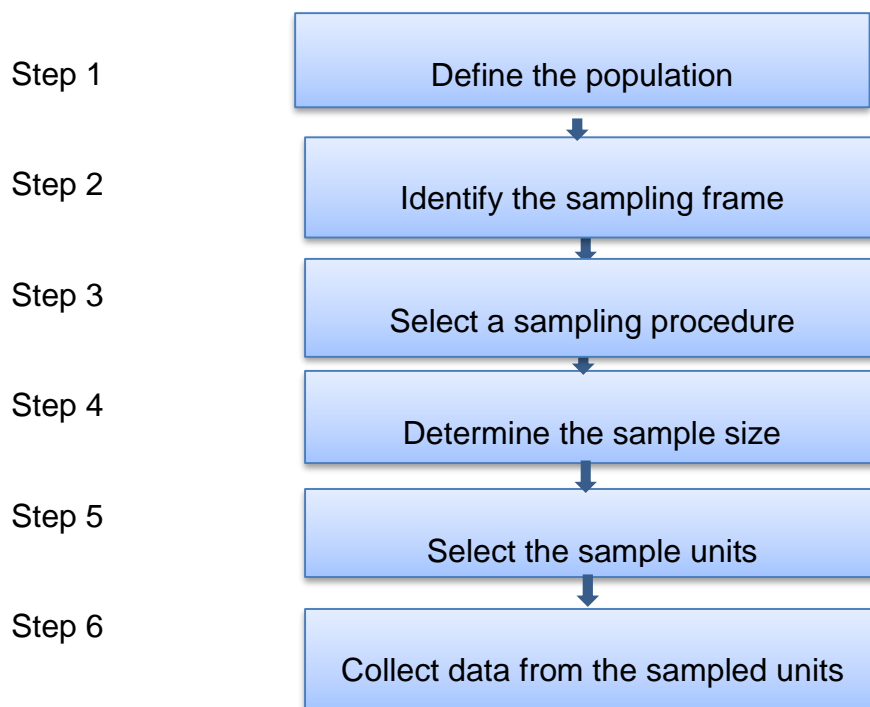 Step 1
Define the population
Step 2
Identify the sampling frame
Step 3
Select a sampling procedure
Step 4
Determine the sample size
Step 5
Select the sample units
Step 6
Collect data from the sampled units